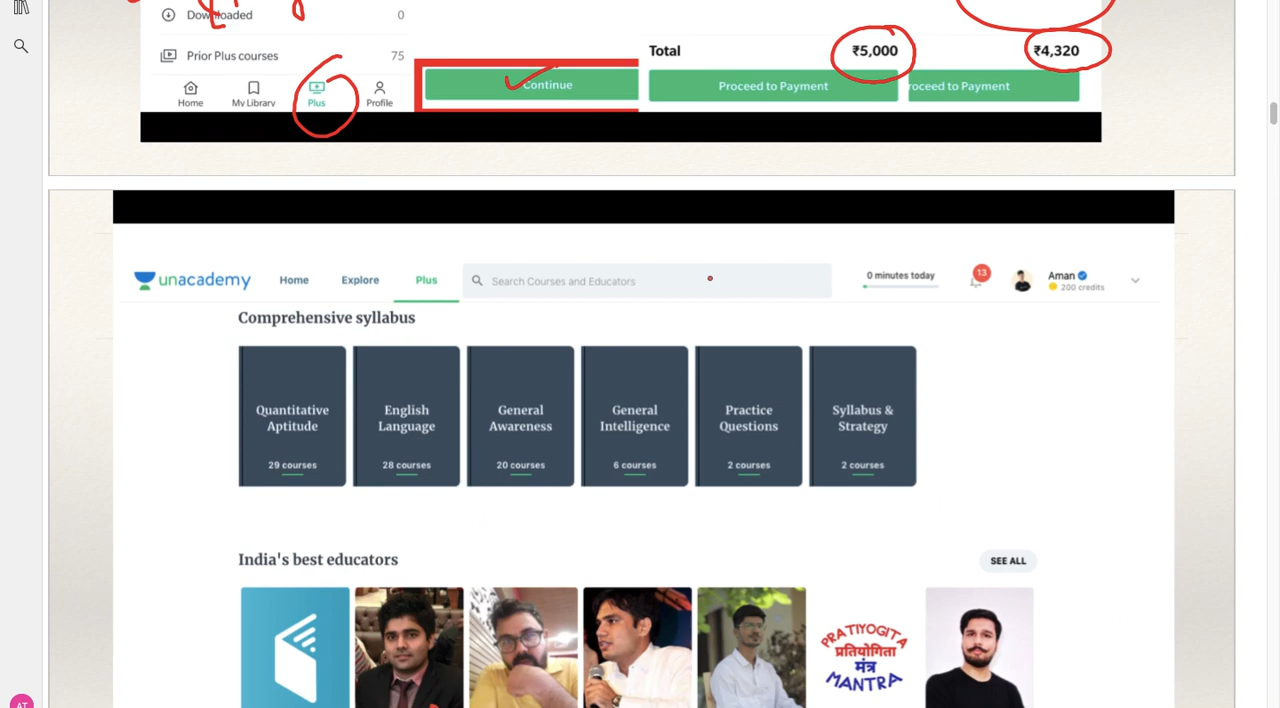 Downloaded 0
Prior Plus courses 75
Total ₹5,000 ₹4,320
Continue Proceed to Payment roceed to Payment
Home My Library Plus Profile
unacademy Home Explore Plus Search Courses and Educators 0 minutes today 13 Aman
200 credits
Comprehensive syllabus
Quantitative Aptitude
29 courses
English Language
28 courses
General Awareness
20 courses
General Intelligence
6 courses
Practice Questions
2 courses
Syllabus & Strategy
2 courses
India's best educators SEE ALL
PRATIYOGITA
प्रतियोगिता
मंत्र
MANTRA
AT